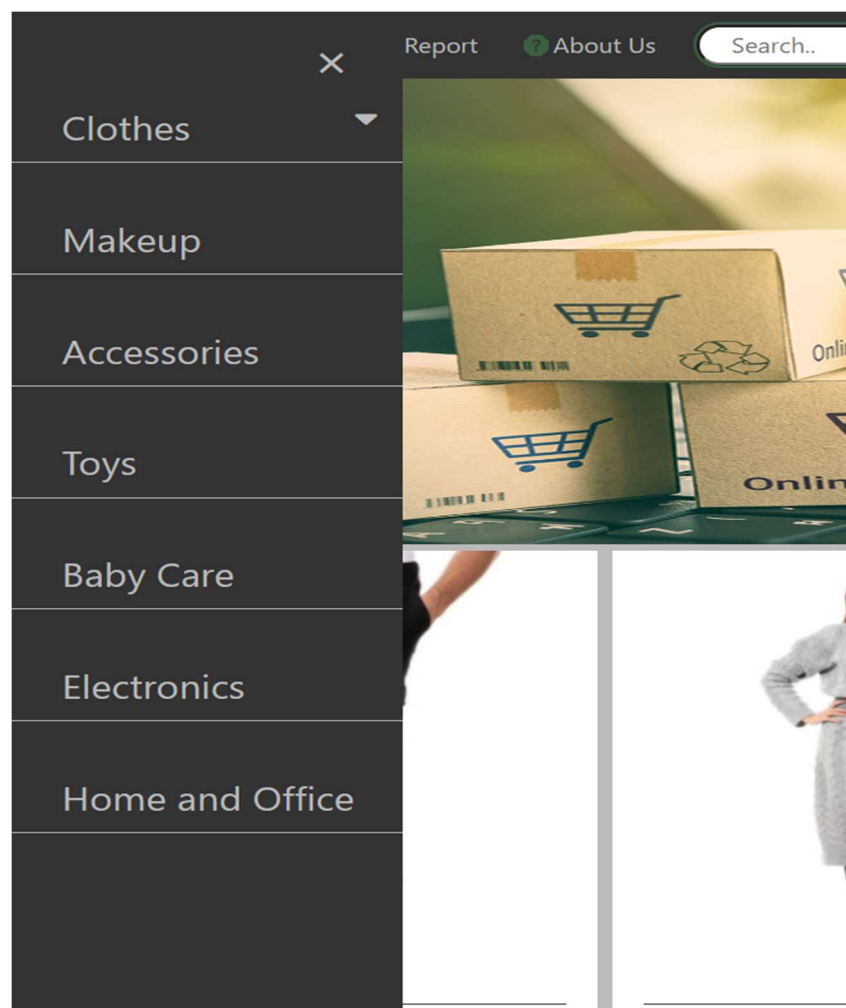 ×
Report
? About Us
Search..
Clothes
Makeup
Accessories
Toys
Baby Care
Electronics
Home and Office